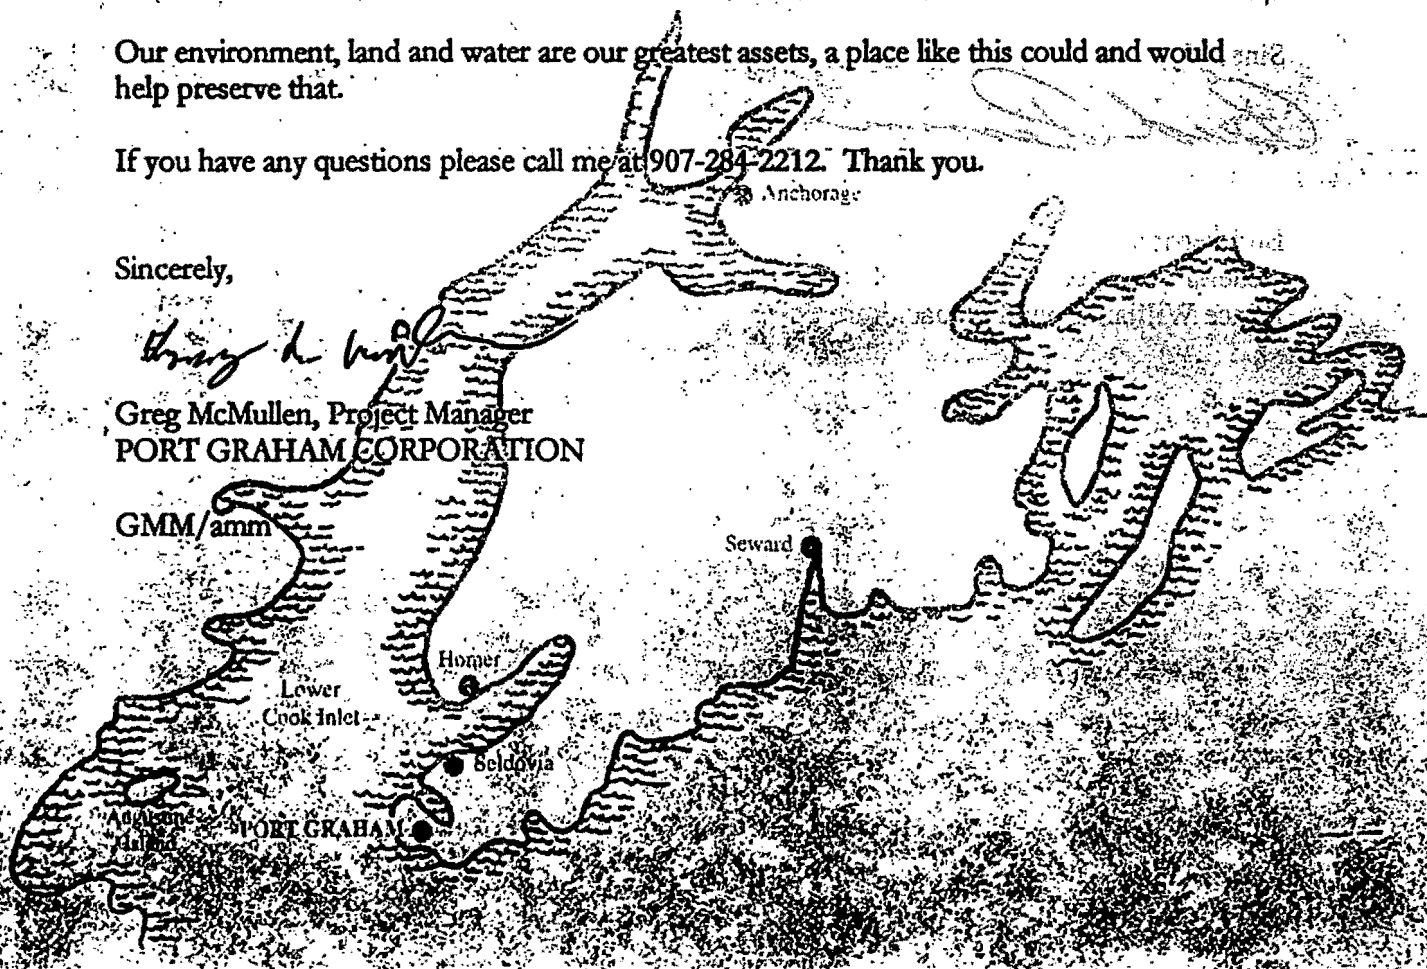 Our environment, land and water are our greatest assets, a place like this could and would
help preserve that.
If you have any questions please call me at 907-284-2212. Thank you.
Anchorage
Sincerely,
Greg McMullen, Project Manager
PORT GRAHAM CORPORATION
GMM/amm
Seward
Homer
Lower
Cook Inlet
Seldovia
Augustine
Island
PORT GRAHAM